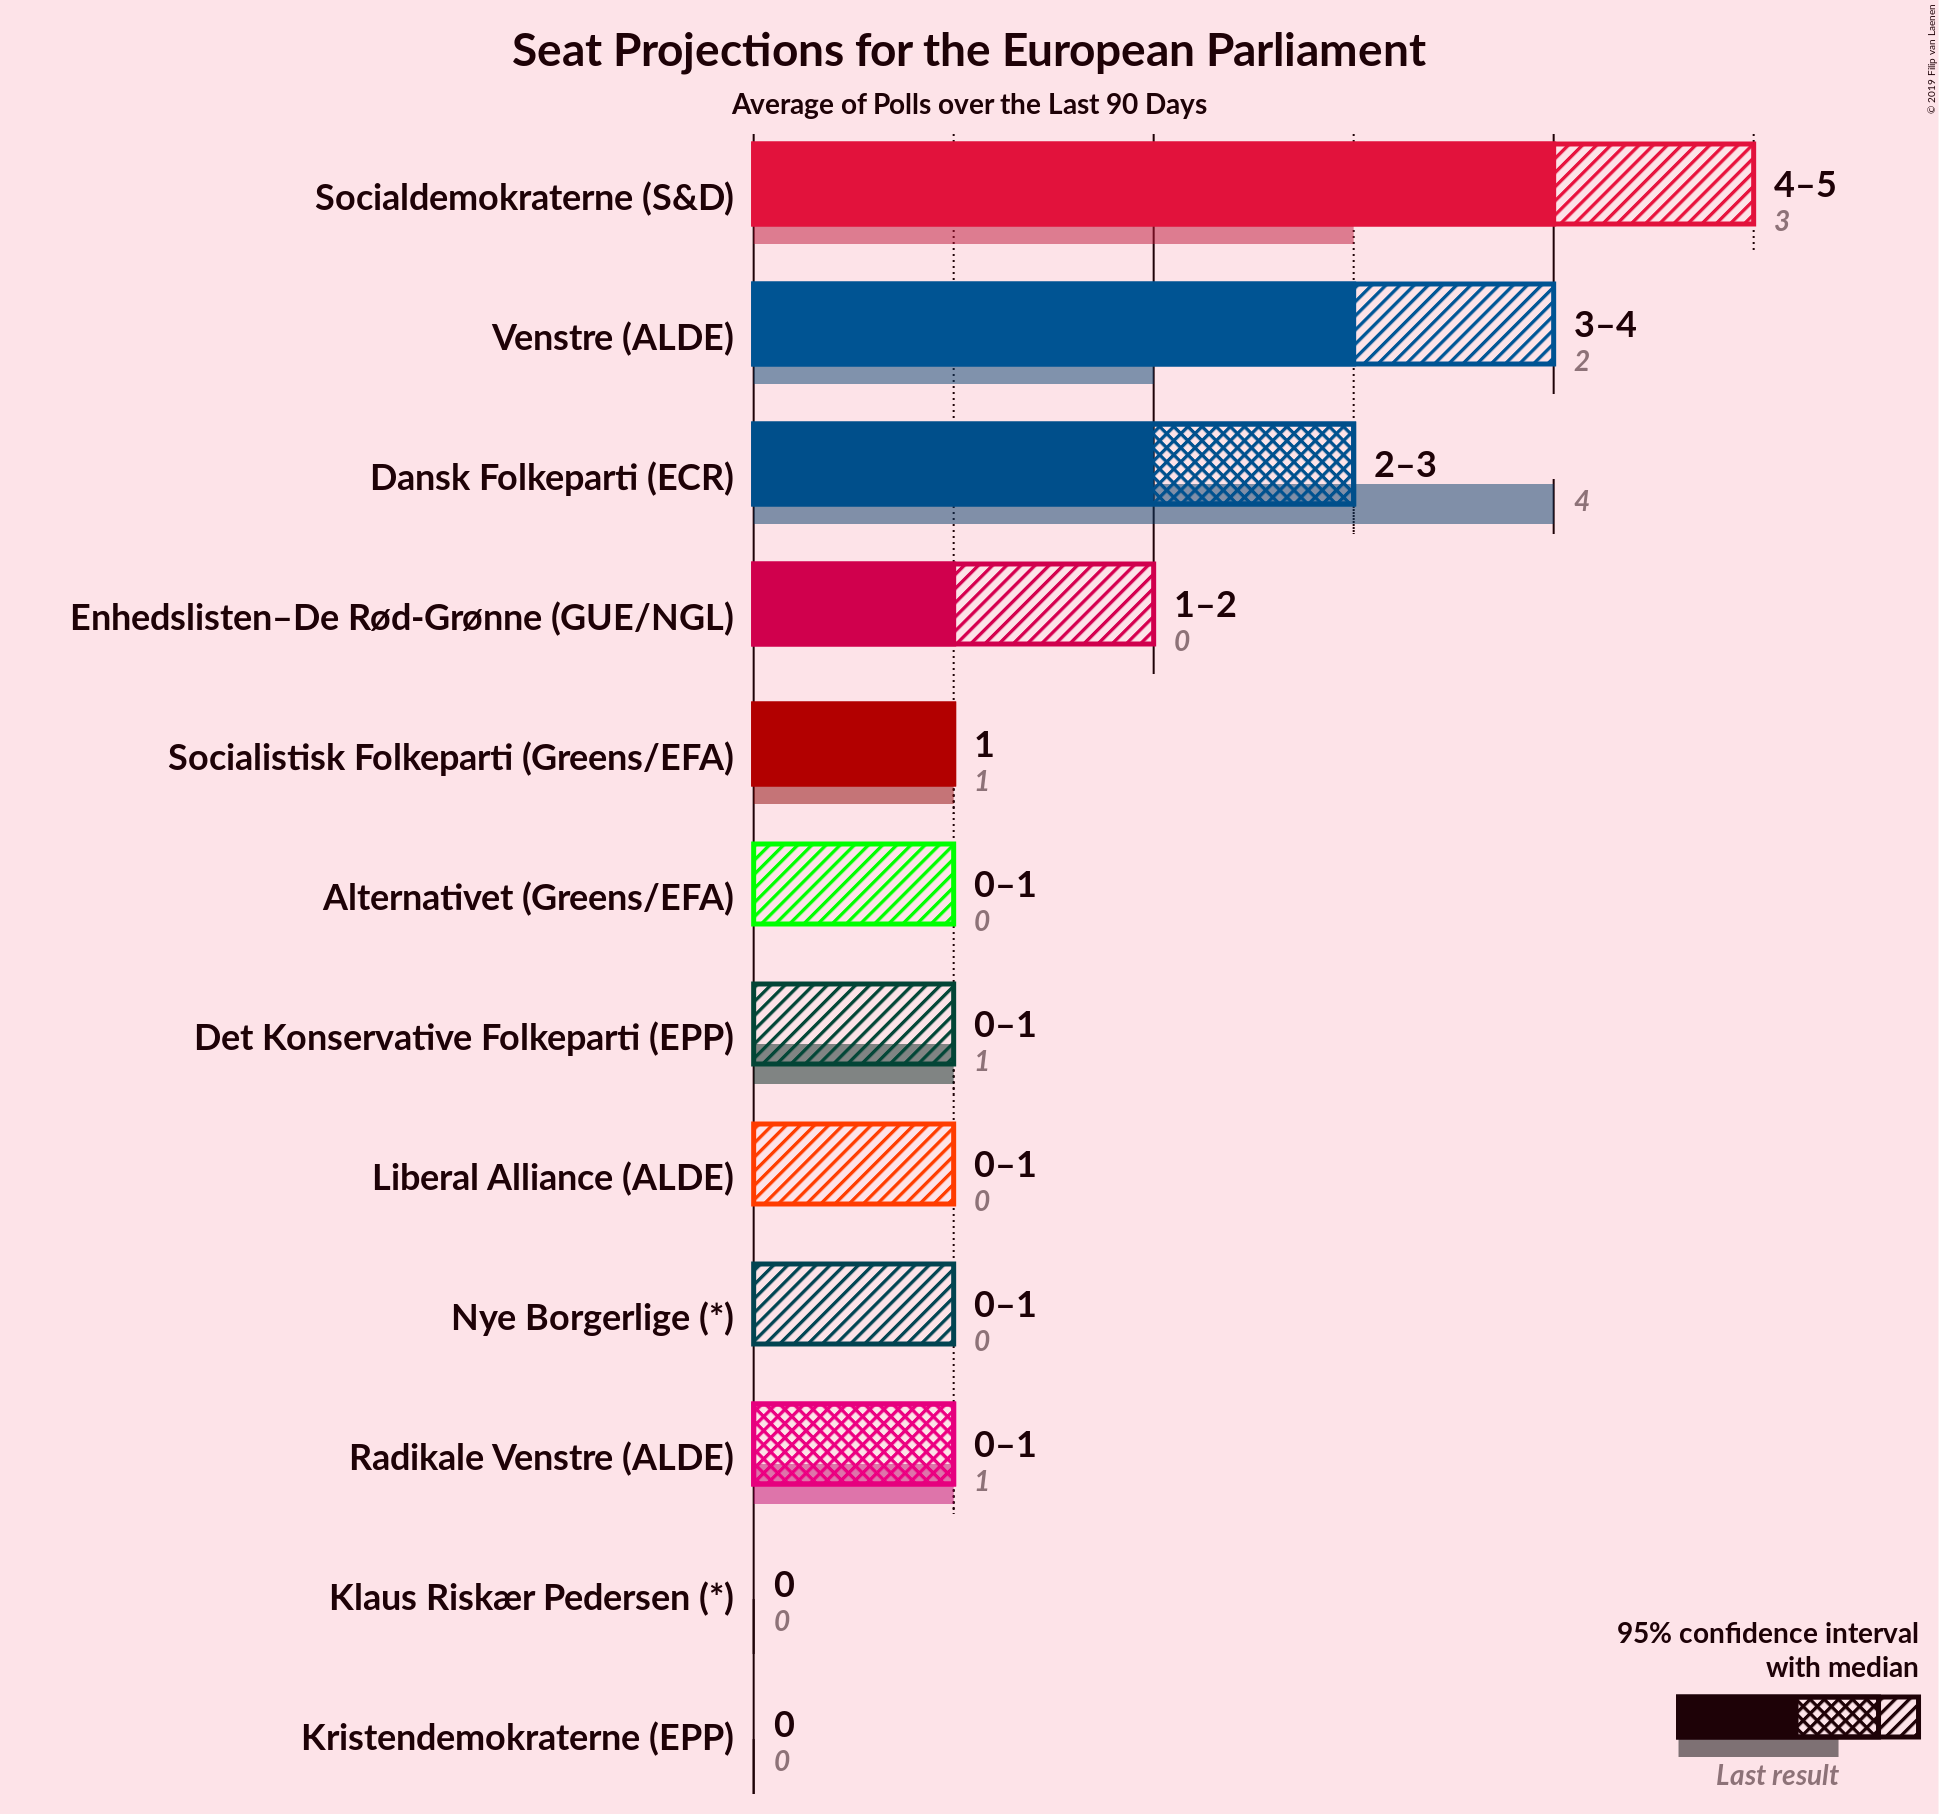 Seat Projections for the European Parliament
Average of Polls over the Last 90 Days
© 2019 Filip van Laenen
Socialdemokraterne (S&D)
4–5
3
Venstre (ALDE)
3–4
2
Dansk Folkeparti (ECR)
2–3
4
Enhedslisten–De Rød-Grønne (GUE/NGL)
1–2
0
Socialistisk Folkeparti (Greens/EFA)
1
1
Alternativet (Greens/EFA)
0–1
0
Det Konservative Folkeparti (EPP)
0–1
1
Liberal Alliance (ALDE)
0–1
0
Nye Borgerlige (*)
0–1
0
Radikale Venstre (ALDE)
0–1
1
Klaus Riskær Pedersen (*)
0
0
Kristendemokraterne (EPP)
0
0
95% confidence interval
with median
Last result